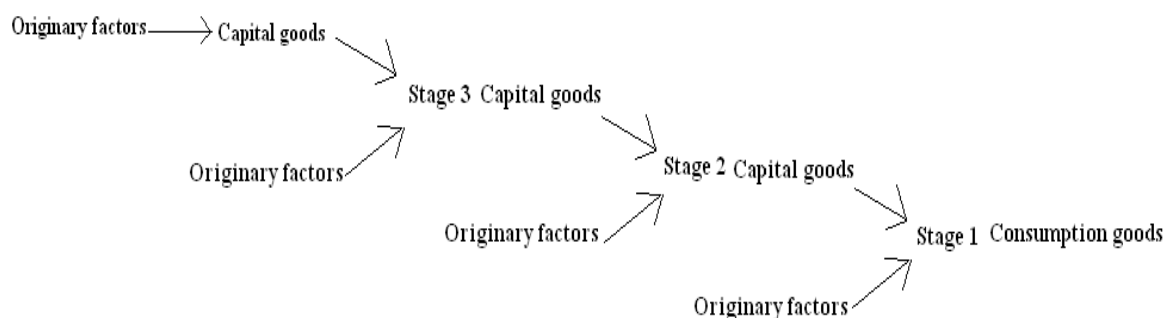 Originary factors
Capital goods
Stage 3 Capital goods
Originary factors
Stage 2 Capital goods
Originary factors
Stage 1 Consumption goods
Originary factors